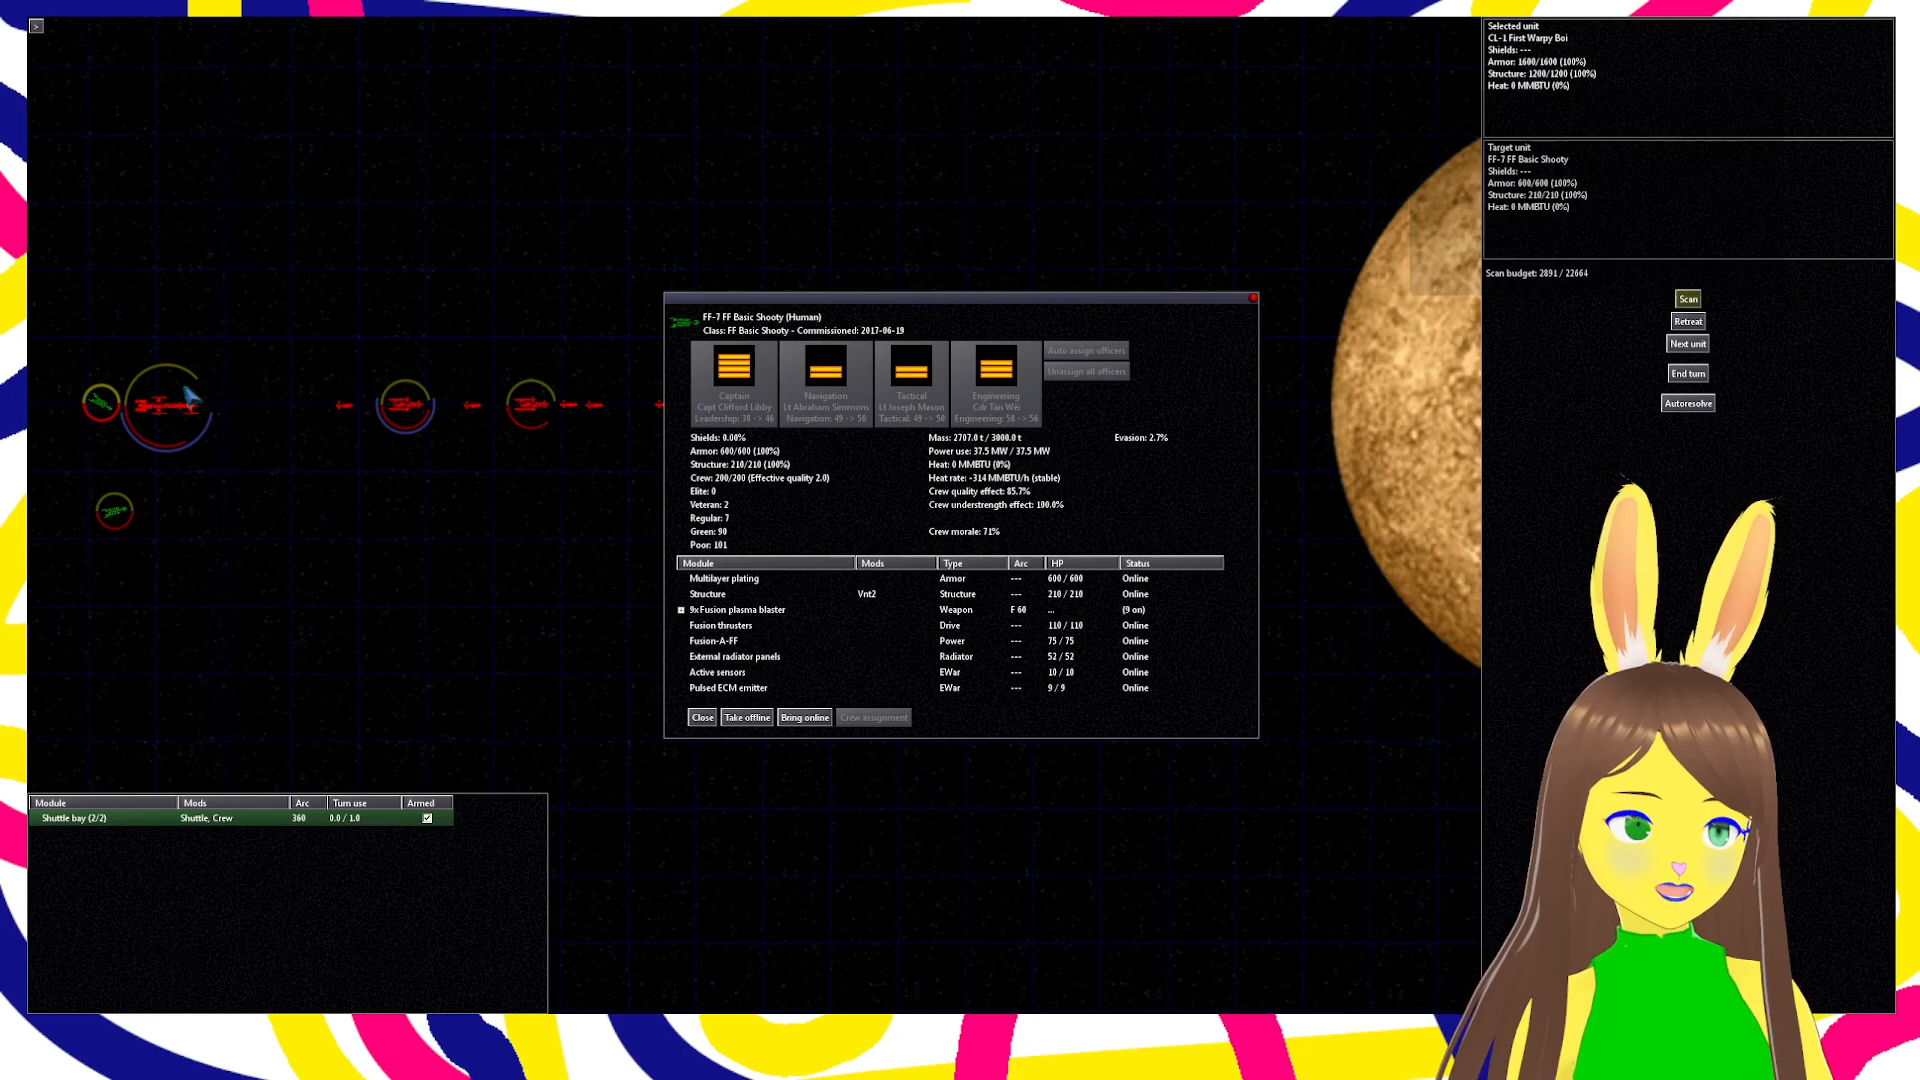 >
Selected unit
CL-1 First Warpy Boi
Shields: ---
Armor: 1600/1600 (100%)
Structure: 1200/1200 (100%)
Heat: 0 MMBTU (0%)
Target unit
FF-7 FF Basic Shooty
Shields: ---
Armor: 600/600 (100%)
Structure: 210/210 (100%)
Heat: 0 MMBTU (0%)
Scan budget: 2891 / 22664
Scan
Retreat
Next unit
End turn
Autoresolve
FF-7 FF Basic Shooty (Human)
Class: FF Basic Shooty - Commissioned: 2017-06-19
Captain
Capt Clifford Libby
Leadership: 38 -> 46
Navigation
Lt Abraham Simmons
Navigation: 49 -> 50
Tactical
Lt Joseph Mason
Tactical: 49 -> 50
Engineering
Cdr Tan Wei
Engineering: 58 -> 56
Auto assign officers
Unassign all officers
Shields: 0.00%
Armor: 600/600 (100%)
Structure: 210/210 (100%)
Crew: 200/200 (Effective quality 2.0)
Elite: 0
Veteran: 2
Regular: 7
Green: 90
Poor: 101
Mass: 2707.0 t / 3000.0 t
Power use: 37.5 MW / 37.5 MW
Heat: 0 MMBTU (0%)
Heat rate: -314 MMBTU/h (stable)
Crew quality effect: 85.7%
Crew understrength effect: 100.0%
Crew morale: 71%
Evasion: 2.7%
Module Mods Type Arc HP Status
Multilayer plating Armor --- 600 / 600 Online
Structure Vnt2 Structure --- 210 / 210 Online
9x Fusion plasma blaster Weapon F 60 ... (9 on)
Fusion thrusters Drive --- 110 / 110 Online
Fusion-A-FF Power --- 75 / 75 Online
External radiator panels Radiator --- 52 / 52 Online
Active sensors EWar --- 10 / 10 Online
Pulsed ECM emitter EWar --- 9 / 9 Online
Close Take offline Bring online Crew assignment
Module Mods Arc Turn use Armed
Shuttle bay (2/2) Shuttle, Crew 360 0.0 / 1.0